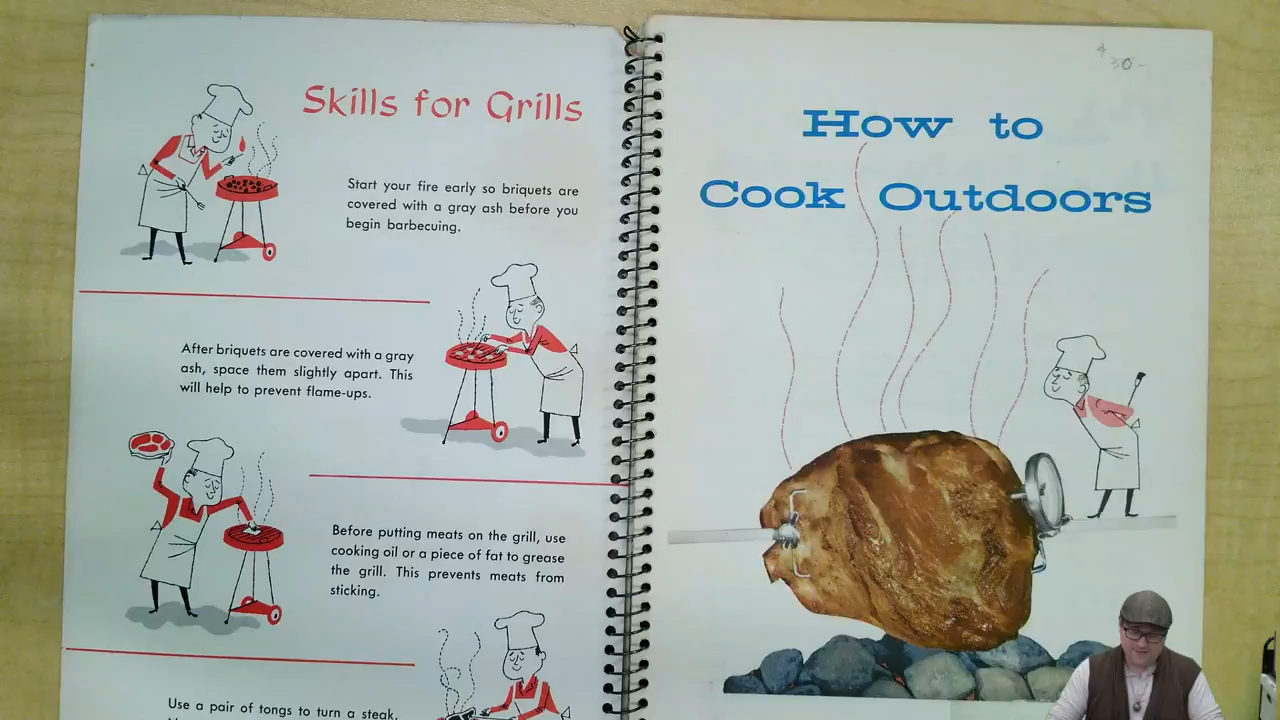 Skills for Grills
Start your fire early so briquets are
covered with a gray ash before you
begin barbecuing.
After briquets are covered with a gray
ash, space them slightly apart. This
will help to prevent flame-ups.
Before putting meats on the grill, use
cooking oil or a piece of fat to grease
the grill. This prevents meats from
sticking.
Use a pair of tongs to turn a steak.
$30-
How to
Cook Outdoors